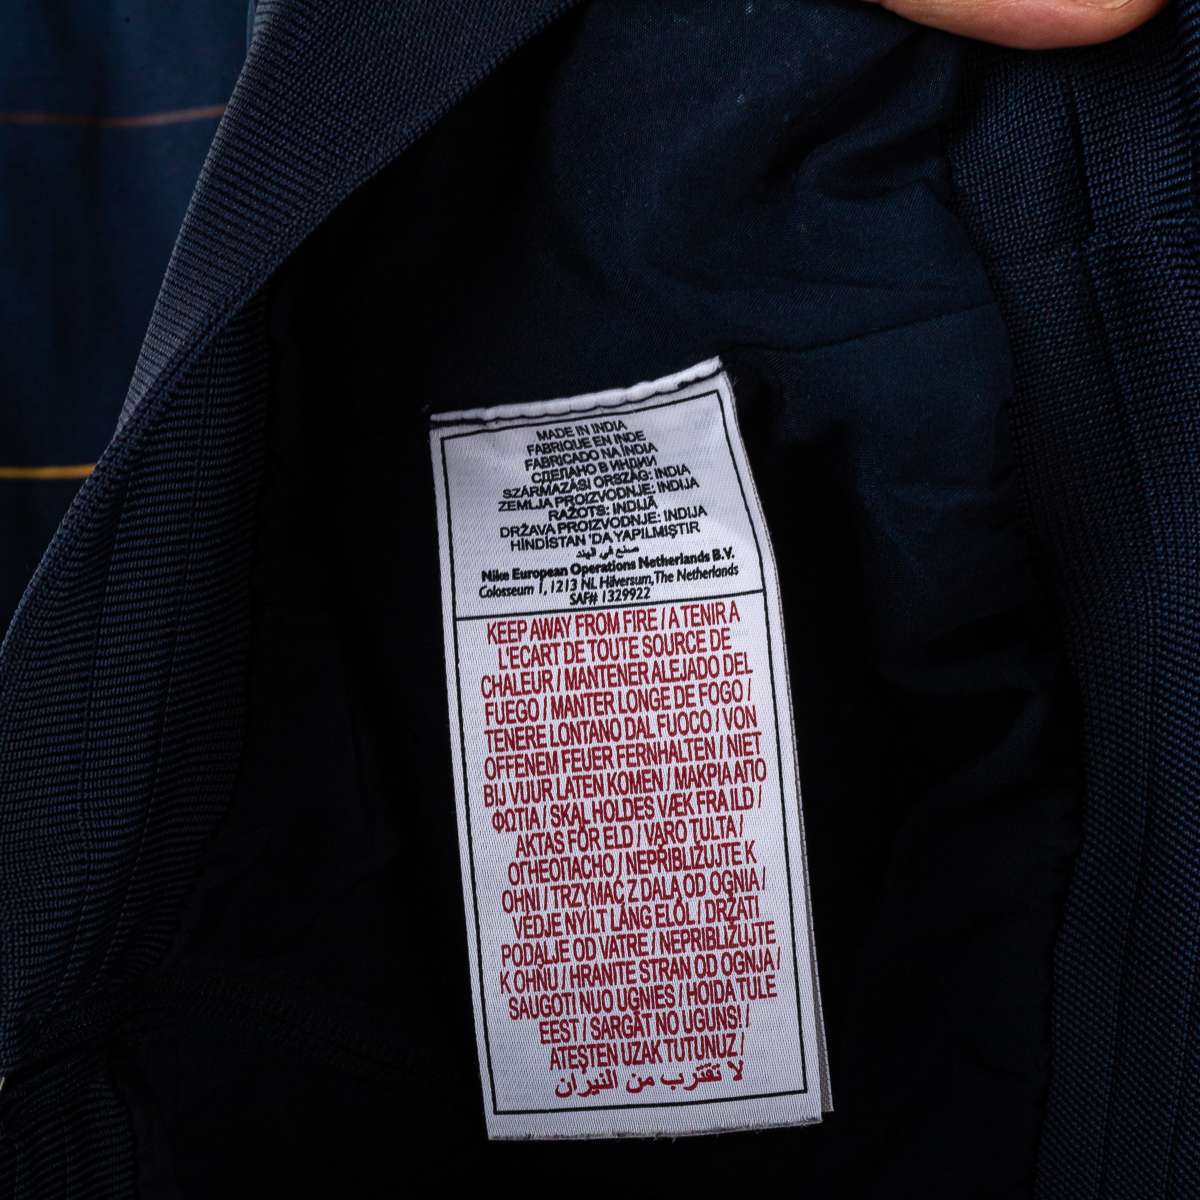 MADE IN INDIA
FABRIQUE EN INDE
FABRICADO NA ÍNDIA
СДЕЛАНО В ИНДИИ
SZÁRMAZÁSI ORSZÁG: INDIA
ZEMLJA PROIZVODNJE: INDIJA
RAŽOTS: INDIJĀ
DRŽAVA PROIZVODNJE: INDIJA
HİNDİSTAN 'DA YAPILMIŞTIR
صنع في الهند
Nike European Operations Netherlands B.V.
Colosseum 1, 1213 NL Hilversum, The Netherlands
SAF# 1329922
KEEP AWAY FROM FIRE / A TENIR A
L'ECART DE TOUTE SOURCE DE
CHALEUR / MANTENER ALEJADO DEL
FUEGO / MANTER LONGE DE FOGO /
TENERE LONTANO DAL FUOCO / VON
OFFENEM FEUER FERNHALTEN / NIET
BIJ VUUR LATEN KOMEN / ΜΑΚΡΙΑ ΑΠΟ
ΦΩΤΙΑ / SKAL HOLDES VÆK FRA ILD /
AKTAS FÖR ELD / VARO TULTA /
ОГНЕОПАСНО / NEPŘIBLIŽUJTE K
OHNI / TRZYMAĆ Z DALA OD OGNIA /
VÉDJE NYÍLT LÁNG ELŐL / DRŽATI
PODALJE OD VATRE / NEPRIBLIŽUJTE
K OHŇU / HRANITE STRAN OD OGNJA /
SAUGOTI NUO UGNIES / HOIDA TULE
EEST / SARGĀT NO UGUNS! /
ATEŞTEN UZAK TUTUNUZ /
لا تقترب من النيران